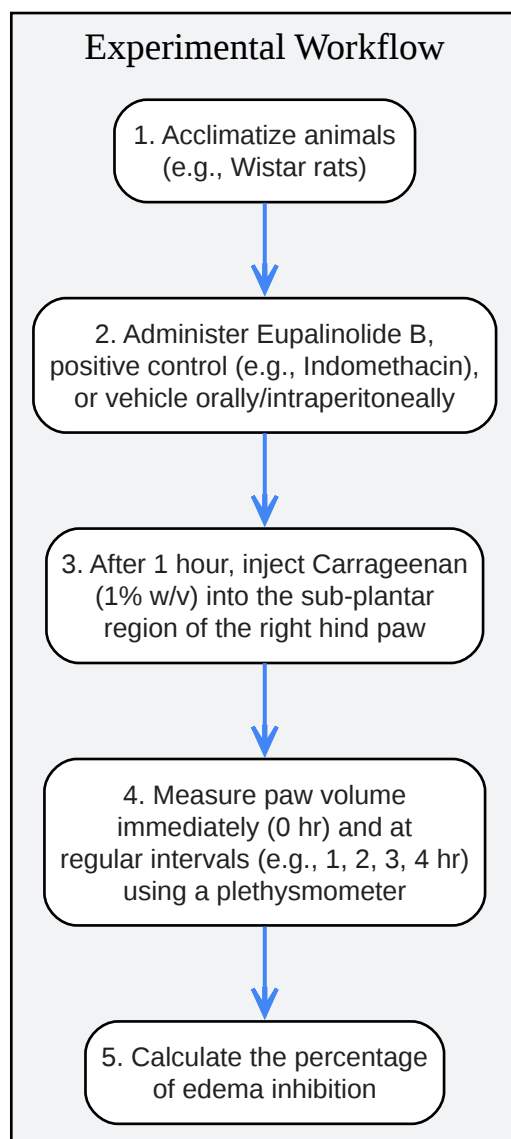 Experimental Workflow
1. Acclimatize animals
(e.g., Wistar rats)
2. Administer Eupalinolide B,
positive control (e.g., Indomethacin),
or vehicle orally/intraperitoneally
3. After 1 hour, inject Carrageenan
(1% w/v) into the sub-plantar
region of the right hind paw
4. Measure paw volume
immediately (0 hr) and at
regular intervals (e.g., 1, 2, 3, 4 hr)
using a plethysmometer
5. Calculate the percentage
of edema inhibition